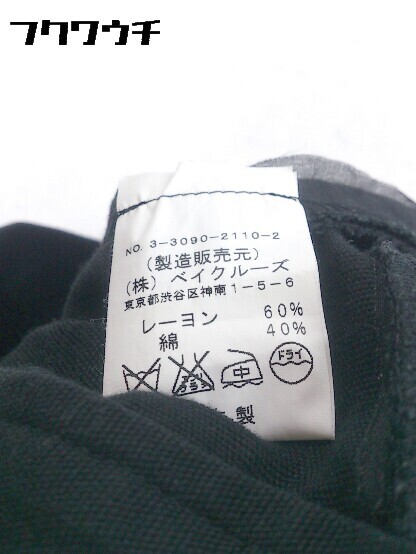 フクワウチ
NO. 3-3090-2110-2
(製造販売元)
(株) ベイクルーズ
東京都渋谷区神南1-5-6
レーヨン 60%
綿 40%
中 ドライ
製